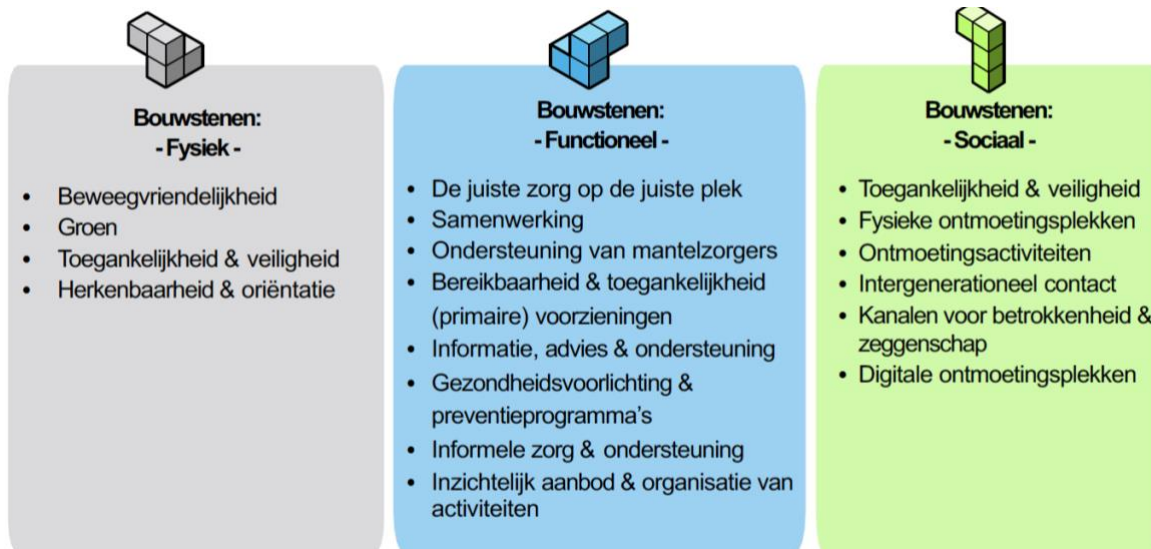 Bouwstenen:
- Fysiek -
• Beweegvriendelijkheid
• Groen
• Toegankelijkheid & veiligheid
• Herkenbaarheid & oriëntatie
Bouwstenen:
- Functioneel -
• De juiste zorg op de juiste plek
• Samenwerking
• Ondersteuning van mantelzorgers
• Bereikbaarheid & toegankelijkheid
(primaire) voorzieningen
• Informatie, advies & ondersteuning
• Gezondheidsvoorlichting &
preventieprogramma's
• Informele zorg & ondersteuning
• Inzichtelijk aanbod & organisatie van
activiteiten
Bouwstenen:
- Sociaal -
• Toegankelijkheid & veiligheid
• Fysieke ontmoetingsplekken
• Ontmoetingsactiviteiten
• Intergenerationeel contact
• Kanalen voor betrokkenheid &
zeggenschap
• Digitale ontmoetingsplekken